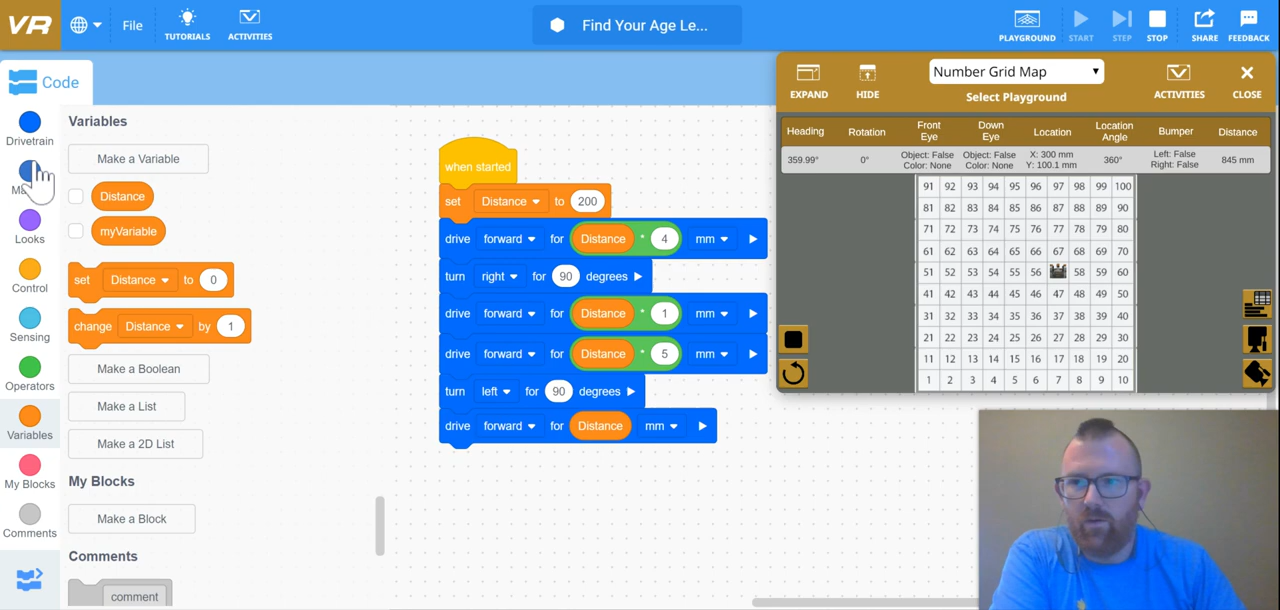 VR
File
TUTORIALS
ACTIVITIES
Find Your Age Le...
PLAYGROUND
START
STEP
STOP
SHARE
FEEDBACK
Code
Drivetrain
Looks
Control
Sensing
Operators
Variables
My Blocks
Comments
Variables
Make a Variable
Distance
myVariable
set Distance to 0
change Distance by 1
Make a Boolean
Make a List
Make a 2D List
My Blocks
Make a Block
Comments
comment
when started
set Distance to 200
drive forward for Distance * 4 mm
turn right for 90 degrees
drive forward for Distance * 1 mm
drive forward for Distance * 5 mm
turn left for 90 degrees
drive forward for Distance mm
EXPAND
HIDE
Number Grid Map
Select Playground
ACTIVITIES
CLOSE
Heading Rotation Front Eye Down Eye Location Location Angle Bumper Distance
359.99° 0° Object: False Color: None Object: False Color: None X: 300 mm Y: 100.1 mm 360° Left: False Right: False 845 mm
91 92 93 94 95 96 97 98 99 100
81 82 83 84 85 86 87 88 89 90
71 72 73 74 75 76 77 78 79 80
61 62 63 64 65 66 67 68 69 70
51 52 53 54 55 56 58 59 60
41 42 43 44 45 46 47 48 49 50
31 32 33 34 35 36 37 38 39 40
21 22 23 24 25 26 27 28 29 30
11 12 13 14 15 16 17 18 19 20
1 2 3 4 5 6 7 8 9 10